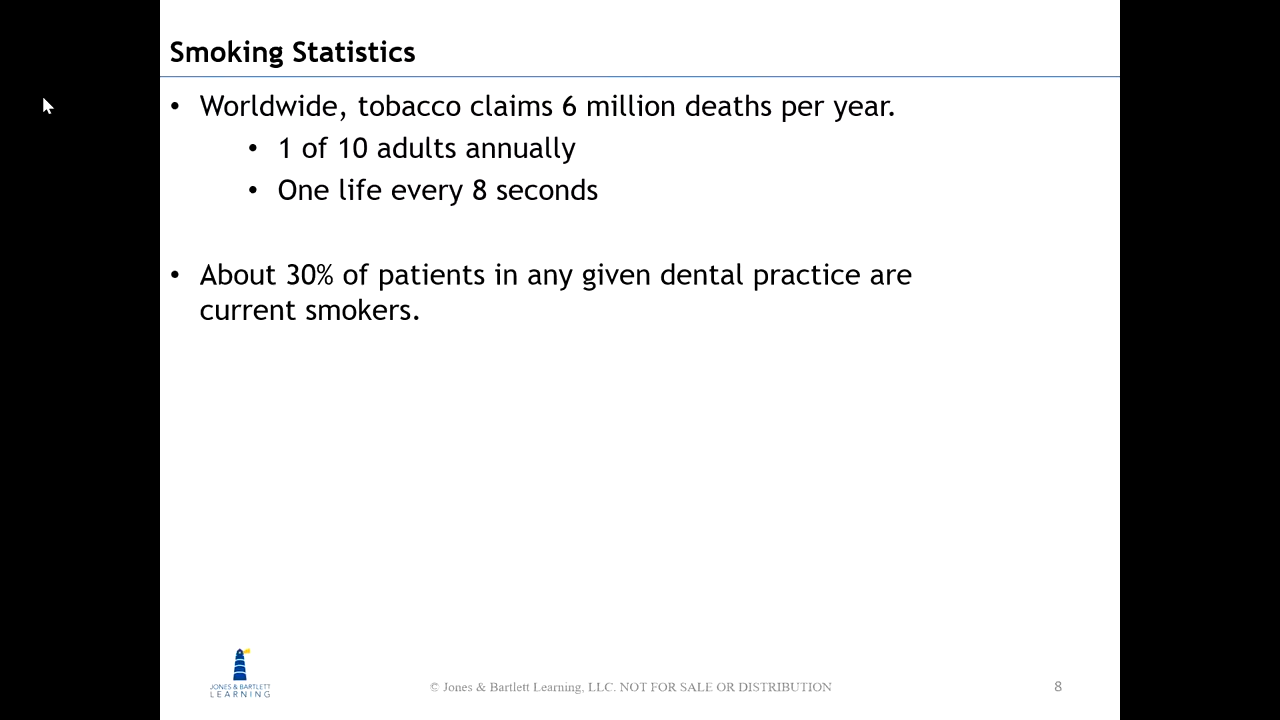 Smoking Statistics
• Worldwide, tobacco claims 6 million deaths per year.
• 1 of 10 adults annually
• One life every 8 seconds
• About 30% of patients in any given dental practice are
current smokers.
JONES & BARTLETT
LEARNING
© Jones & Bartlett Learning, LLC. NOT FOR SALE OR DISTRIBUTION
8